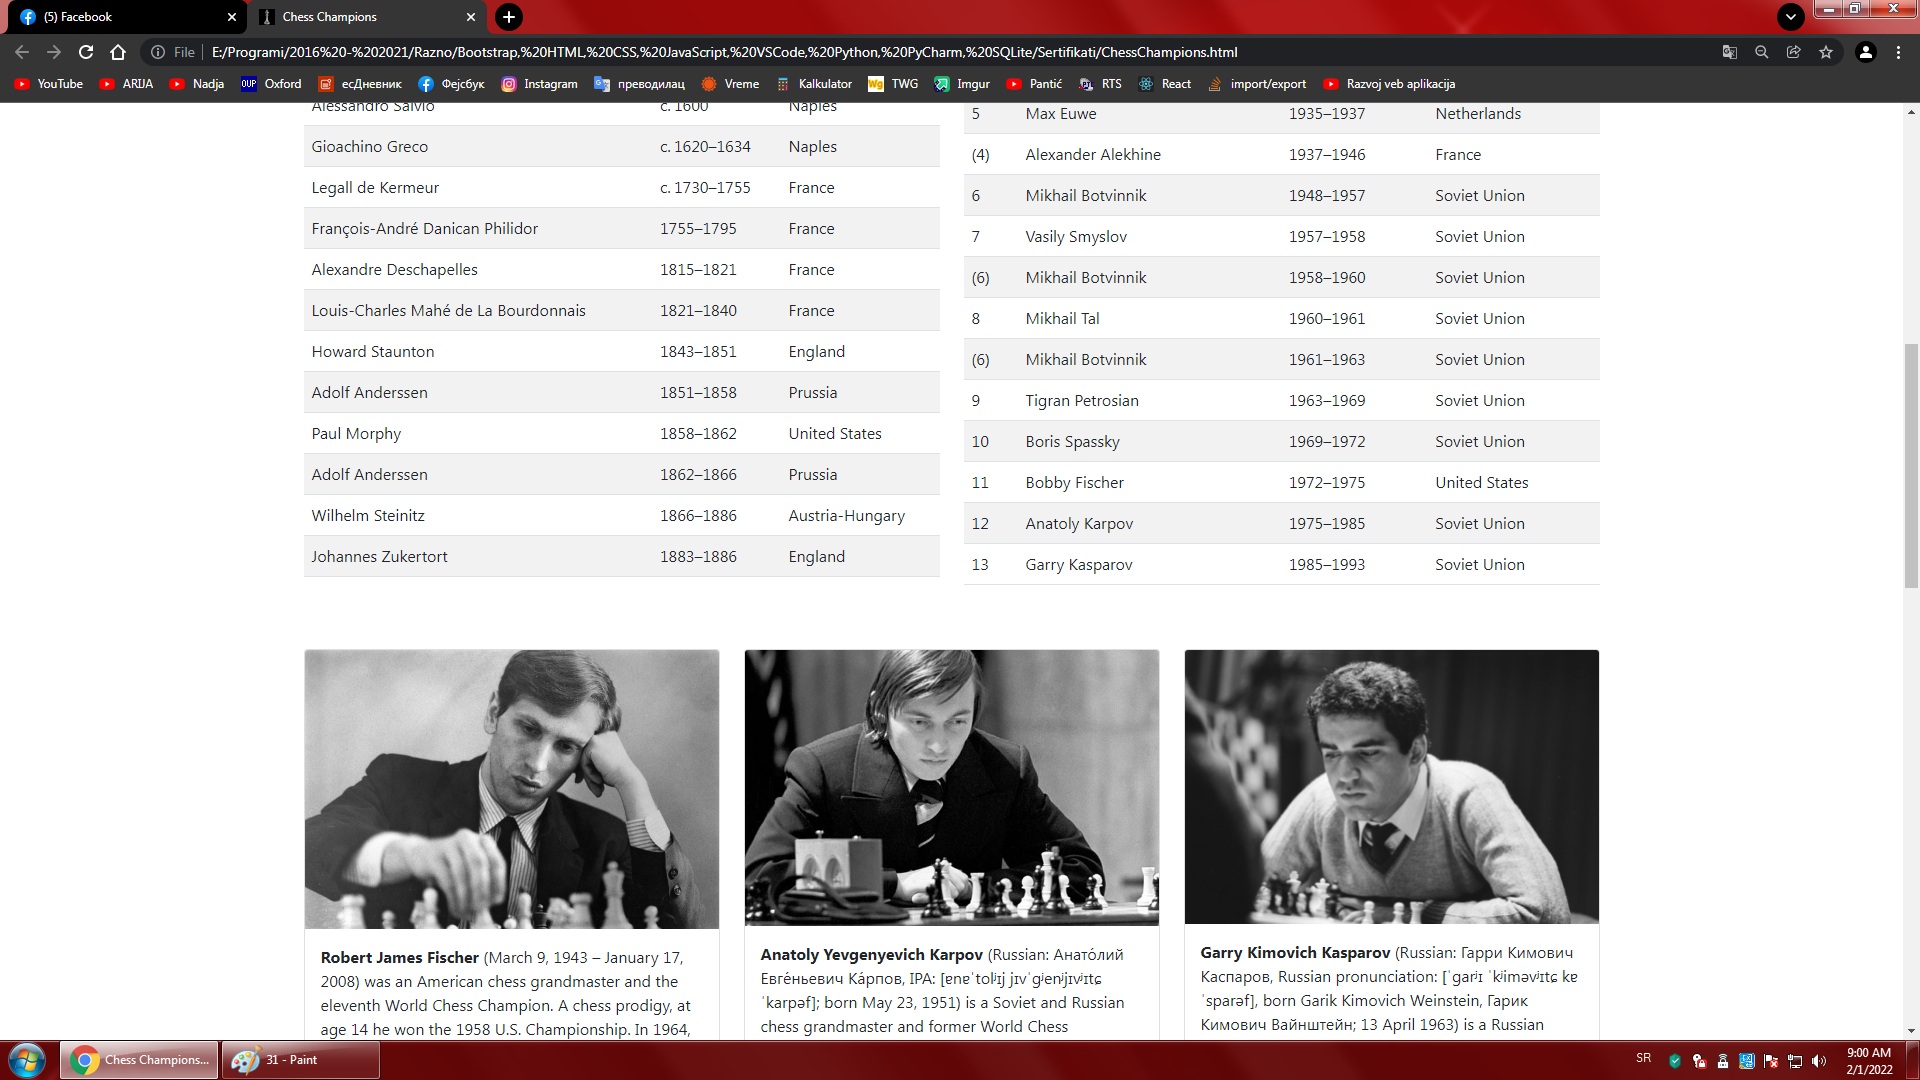 (5) Facebook
Chess Champions
File
E:/Programi/2016%20-%202021/Razno/Bootstrap,%20HTML,%20CSS,%20JavaScript,%20VSCode,%20Python,%20PyCharm,%20SQLite/Sertifikati/ChessChampions.html
YouTube
ARIJA
Nadja
OUP Oxford
есДневник
Фејсбук
Instagram
преводилац
Vreme
Kalkulator
Wg TWG
Imgur
Pantić
RTS
React
import/export
Razvoj veb aplikacija
Alessandro Salvio c. 1600 Naples
Gioachino Greco c. 1620–1634 Naples
Legall de Kermeur c. 1730–1755 France
François-André Danican Philidor 1755–1795 France
Alexandre Deschapelles 1815–1821 France
Louis-Charles Mahé de La Bourdonnais 1821–1840 France
Howard Staunton 1843–1851 England
Adolf Anderssen 1851–1858 Prussia
Paul Morphy 1858–1862 United States
Adolf Anderssen 1862–1866 Prussia
Wilhelm Steinitz 1866–1886 Austria-Hungary
Johannes Zukertort 1883–1886 England
5 Max Euwe 1935–1937 Netherlands
(4) Alexander Alekhine 1937–1946 France
6 Mikhail Botvinnik 1948–1957 Soviet Union
7 Vasily Smyslov 1957–1958 Soviet Union
(6) Mikhail Botvinnik 1958–1960 Soviet Union
8 Mikhail Tal 1960–1961 Soviet Union
(6) Mikhail Botvinnik 1961–1963 Soviet Union
9 Tigran Petrosian 1963–1969 Soviet Union
10 Boris Spassky 1969–1972 Soviet Union
11 Bobby Fischer 1972–1975 United States
12 Anatoly Karpov 1975–1985 Soviet Union
13 Garry Kasparov 1985–1993 Soviet Union
Robert James Fischer (March 9, 1943 – January 17,
2008) was an American chess grandmaster and the
eleventh World Chess Champion. A chess prodigy, at
age 14 he won the 1958 U.S. Championship. In 1964,
Anatoly Yevgenyevich Karpov (Russian: Анато́лий
Евге́ньевич Ка́рпов, IPA: [ɐnɐˈtolʲɪj jɪvˈɡʲenʲjɪvʲɪtɕ
ˈkarpəf]; born May 23, 1951) is a Soviet and Russian
chess grandmaster and former World Chess
Garry Kimovich Kasparov (Russian: Гарри Кимович
Каспаров, Russian pronunciation: [ˈɡarʲɪ ˈkʲiməvʲɪtɕ kɐ
ˈsparəf], born Garik Kimovich Weinstein, Гарик
Кимович Вайнштейн; 13 April 1963) is a Russian
Chess Champions...
31 - Paint
SR
9:00 AM
2/1/2022